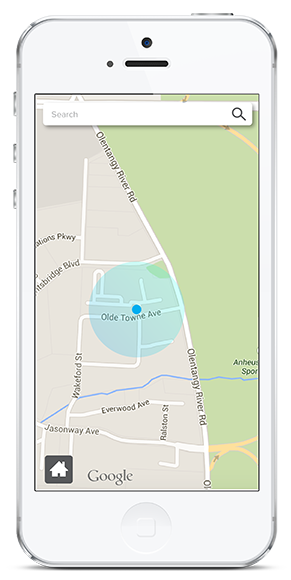 Search
Olentangy River Rd
ations Pkwy
ntsbridge Blvd
Olde Towne Ave
Wakeford St
Anheus
Spor
Olentangy River Rd
Everwood Ave
Ralston St
Jasonway Ave
Ol
Google